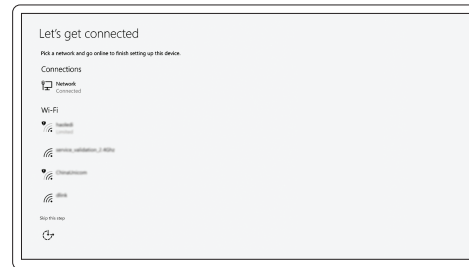 Let's get connected
Pick a network and go online to finish setting up this device.
Connections
Network
Connected
Wi-Fi
Limited
service_validation_2.4Ghz
ChinaUnicom
dlink
Skip this step